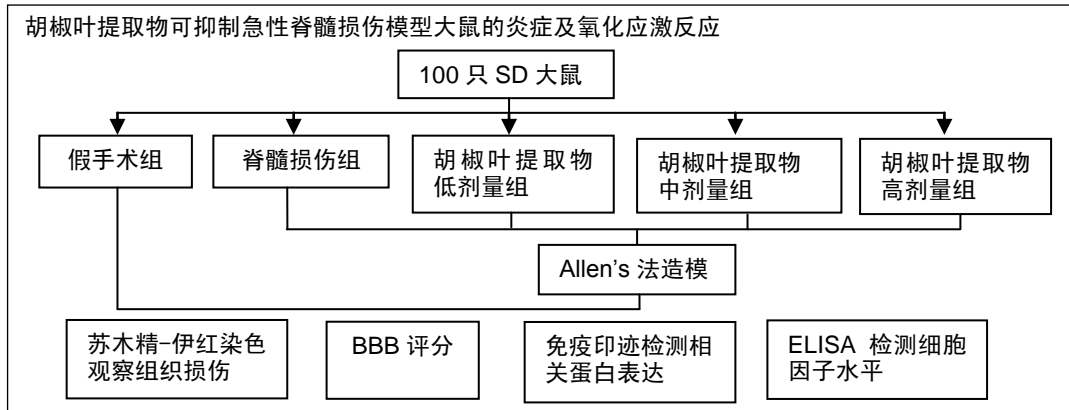 胡椒叶提取物可抑制急性脊髓损伤模型大鼠的炎症及氧化应激反应
100 只 SD 大鼠
假手术组
脊髓损伤组
胡椒叶提取物
低剂量组
胡椒叶提取物
中剂量组
胡椒叶提取物
高剂量组
Allen's 法造模
苏木精-伊红染色
观察组织损伤
BBB 评分
免疫印迹检测相
关蛋白表达
ELISA 检测细胞
因子水平